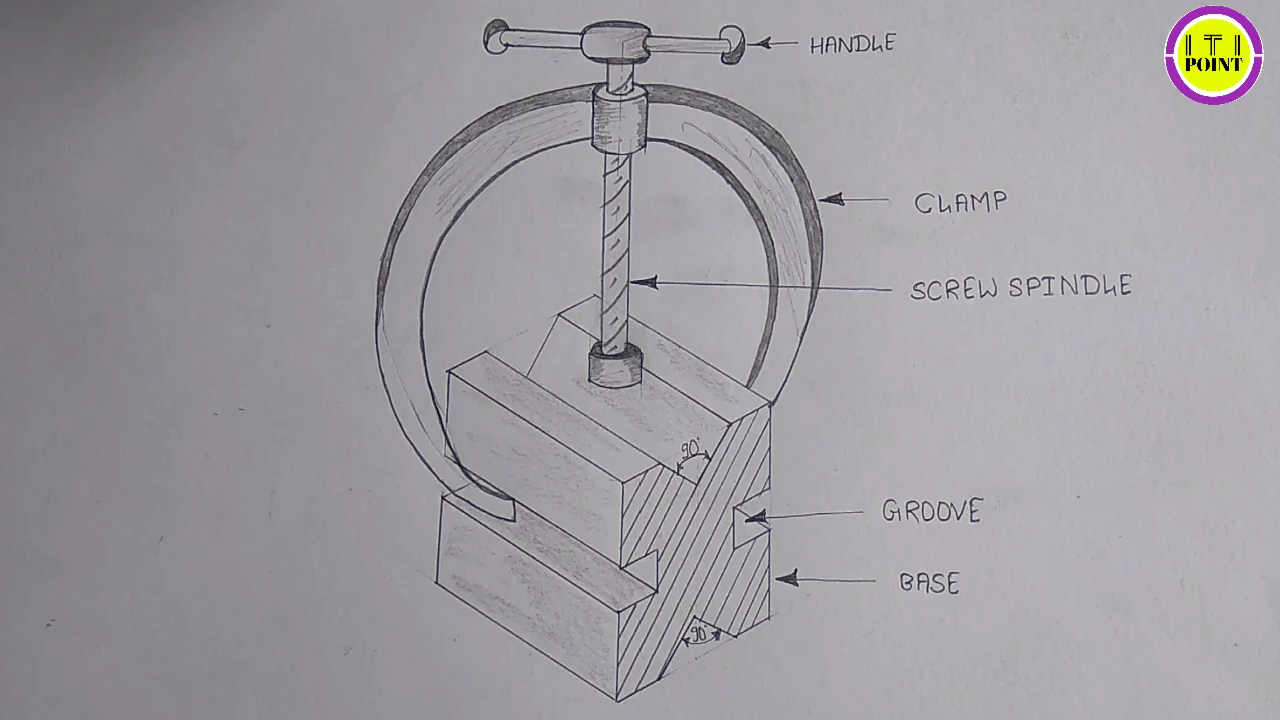 HANDLE
ITI
POINT
CLAMP
SCREW SPINDLE
90°
GROOVE
BASE
90°